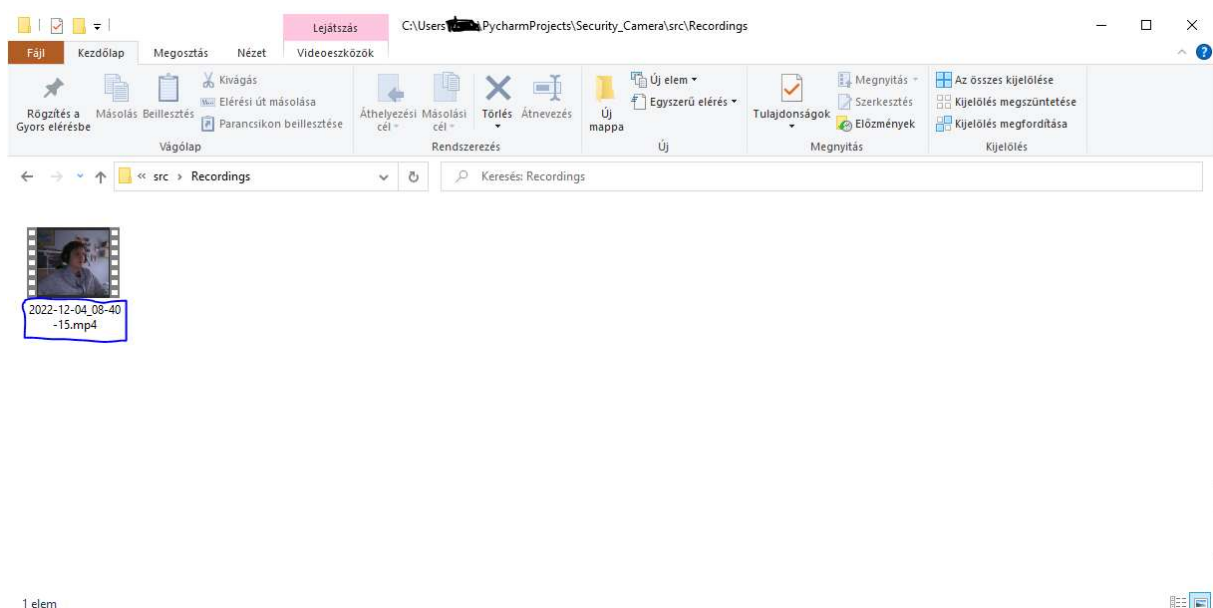 Lejátszás
C:\Users\ \PycharmProjects\Security_Camera\src\Recordings
Fájl Kezdőlap Megosztás Nézet Videoeszközök
Rögzítés a Gyors elérésbe
Másolás
Beillesztés
Kivágás
Elérési út másolása
Parancsikon beillesztése
Vágólap
Áthelyezési cél
Másolási cél
Törlés
Átnevezés
Rendszerezés
Új mappa
Új elem
Egyszerű elérés
Új
Tulajdonságok
Megnyitás
Szerkesztés
Előzmények
Megnyitás
Az összes kijelölése
Kijelölés megszüntetése
Kijelölés megfordítása
Kijelölés
« src › Recordings
Keresés: Recordings
2022-12-04_08-40
-15.mp4
1 elem